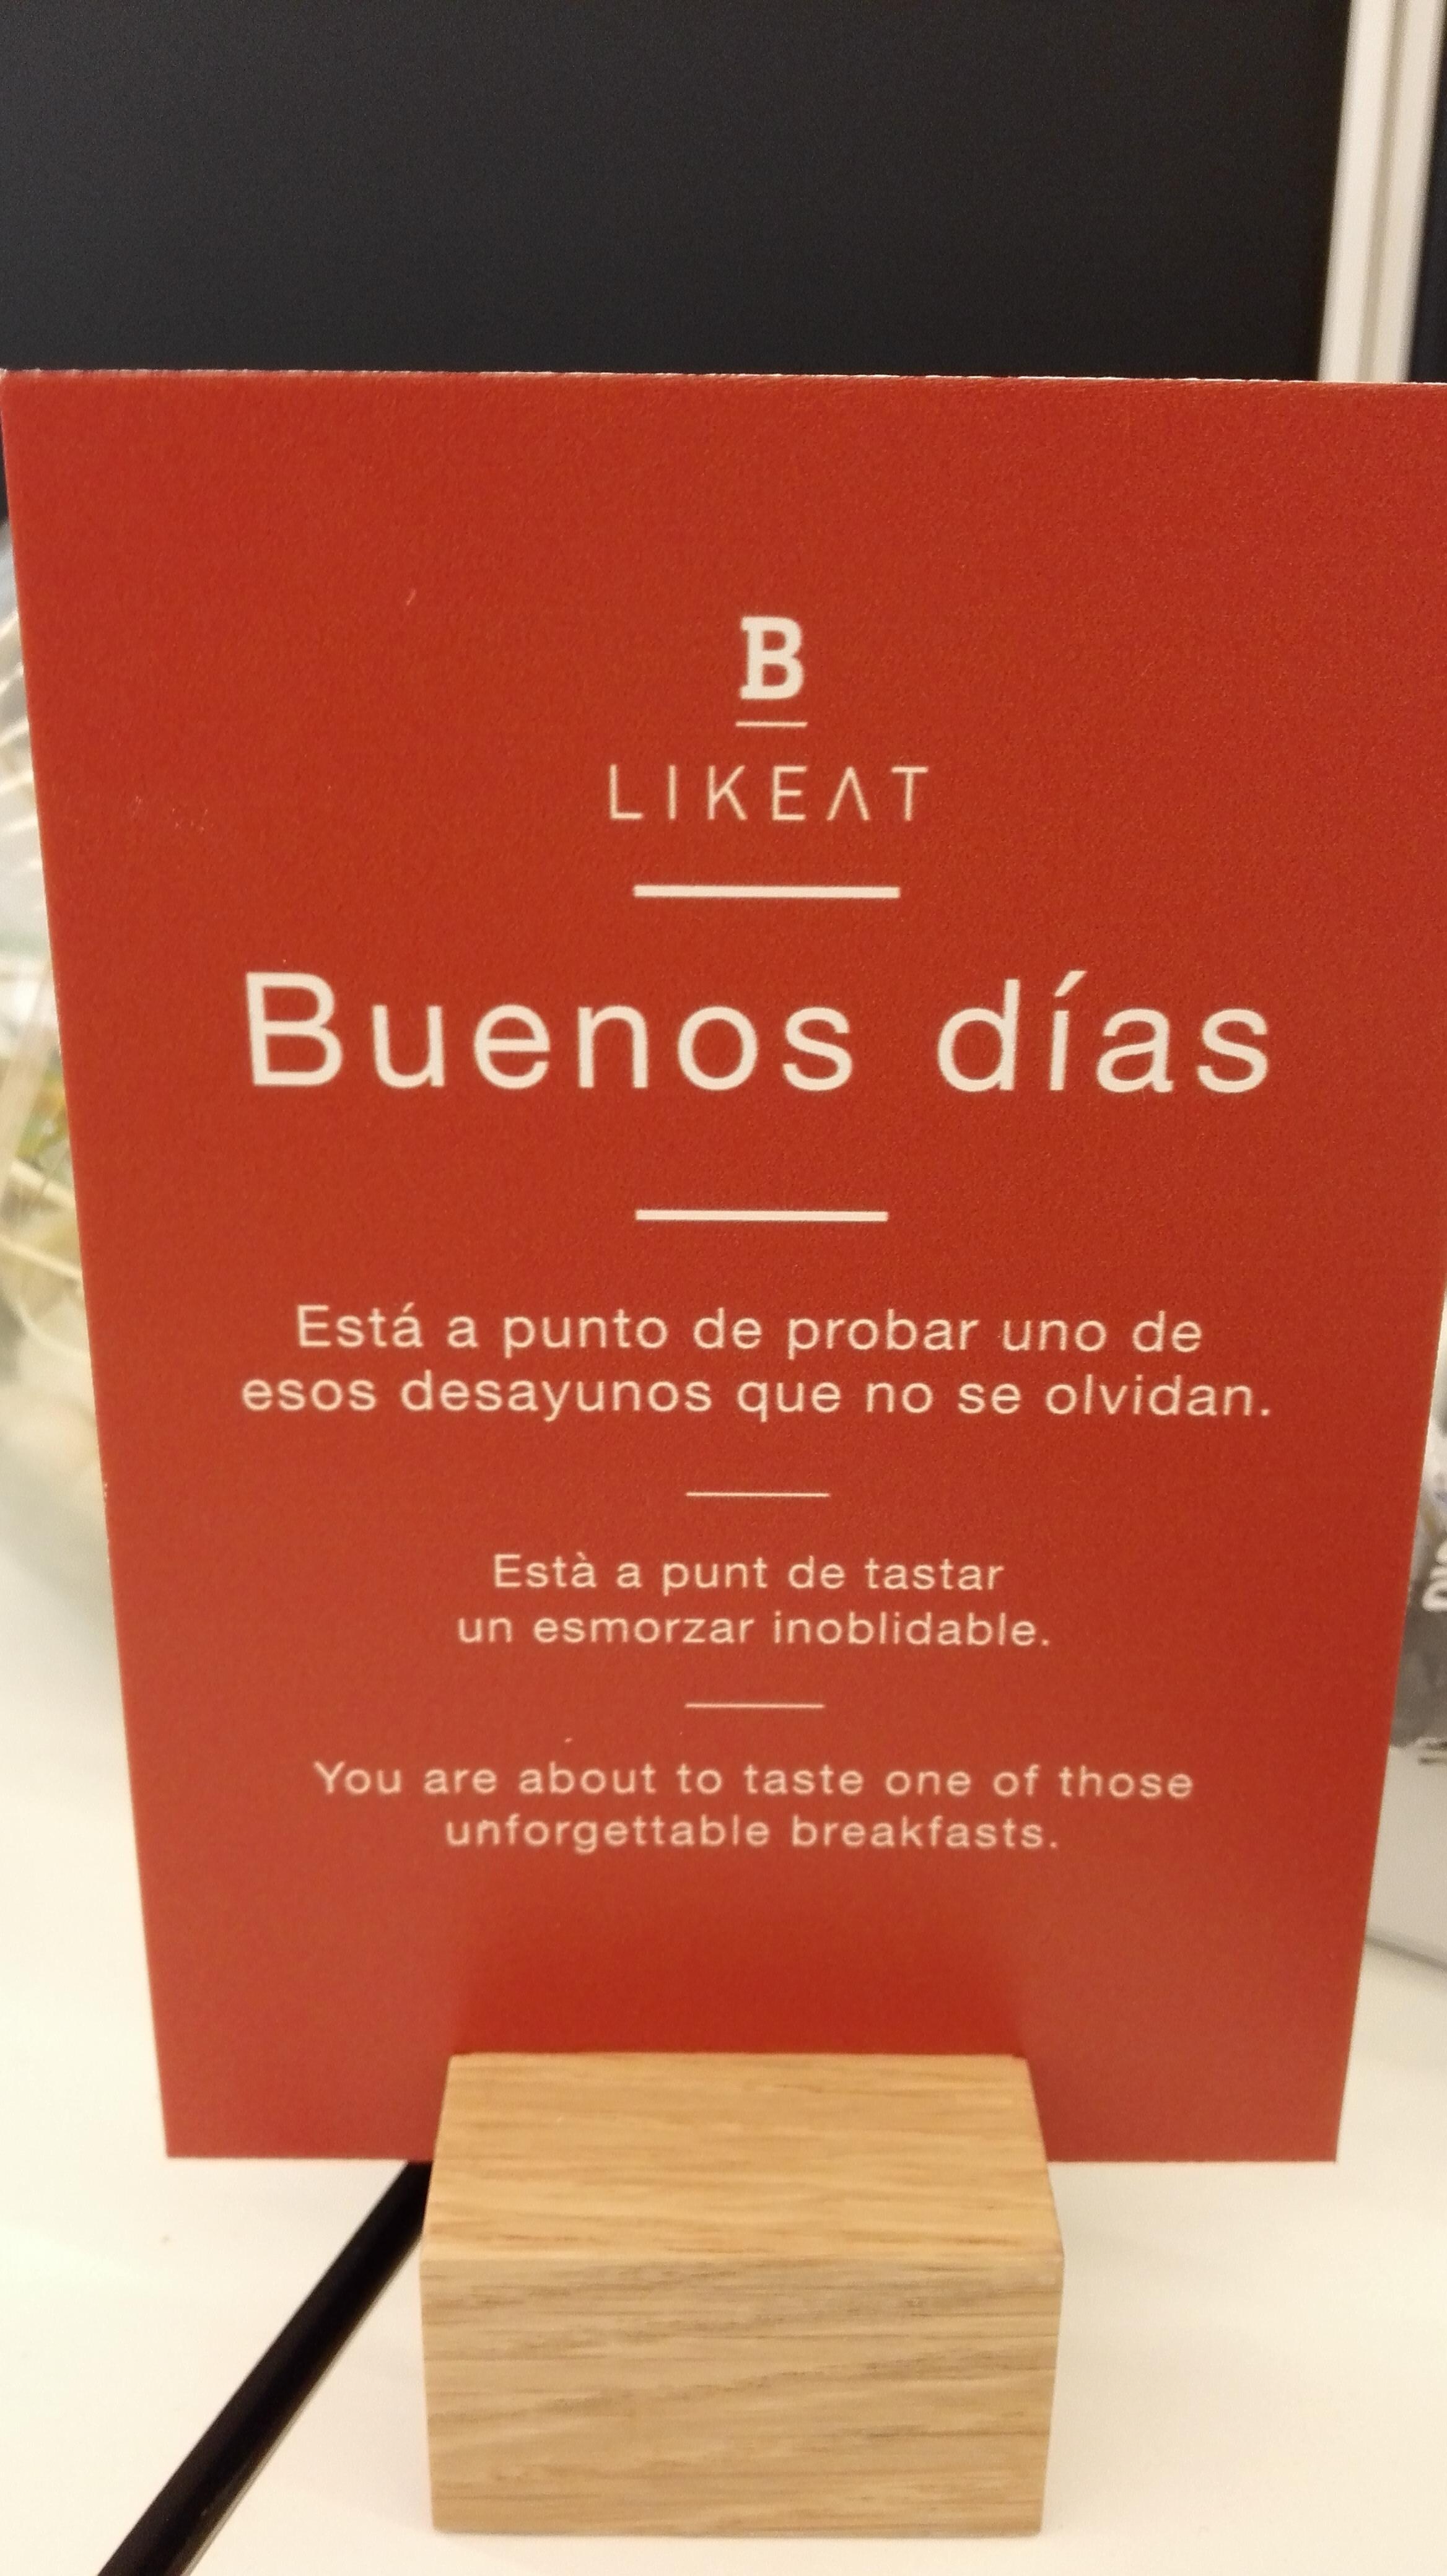 B
LIKEAT
Buenos días
Está a punto de probar uno de
esos desayunos que no se olvidan.
Està a punt de tastar
un esmorzar inoblidable.
You are about to taste one of those
unforgettable breakfasts.